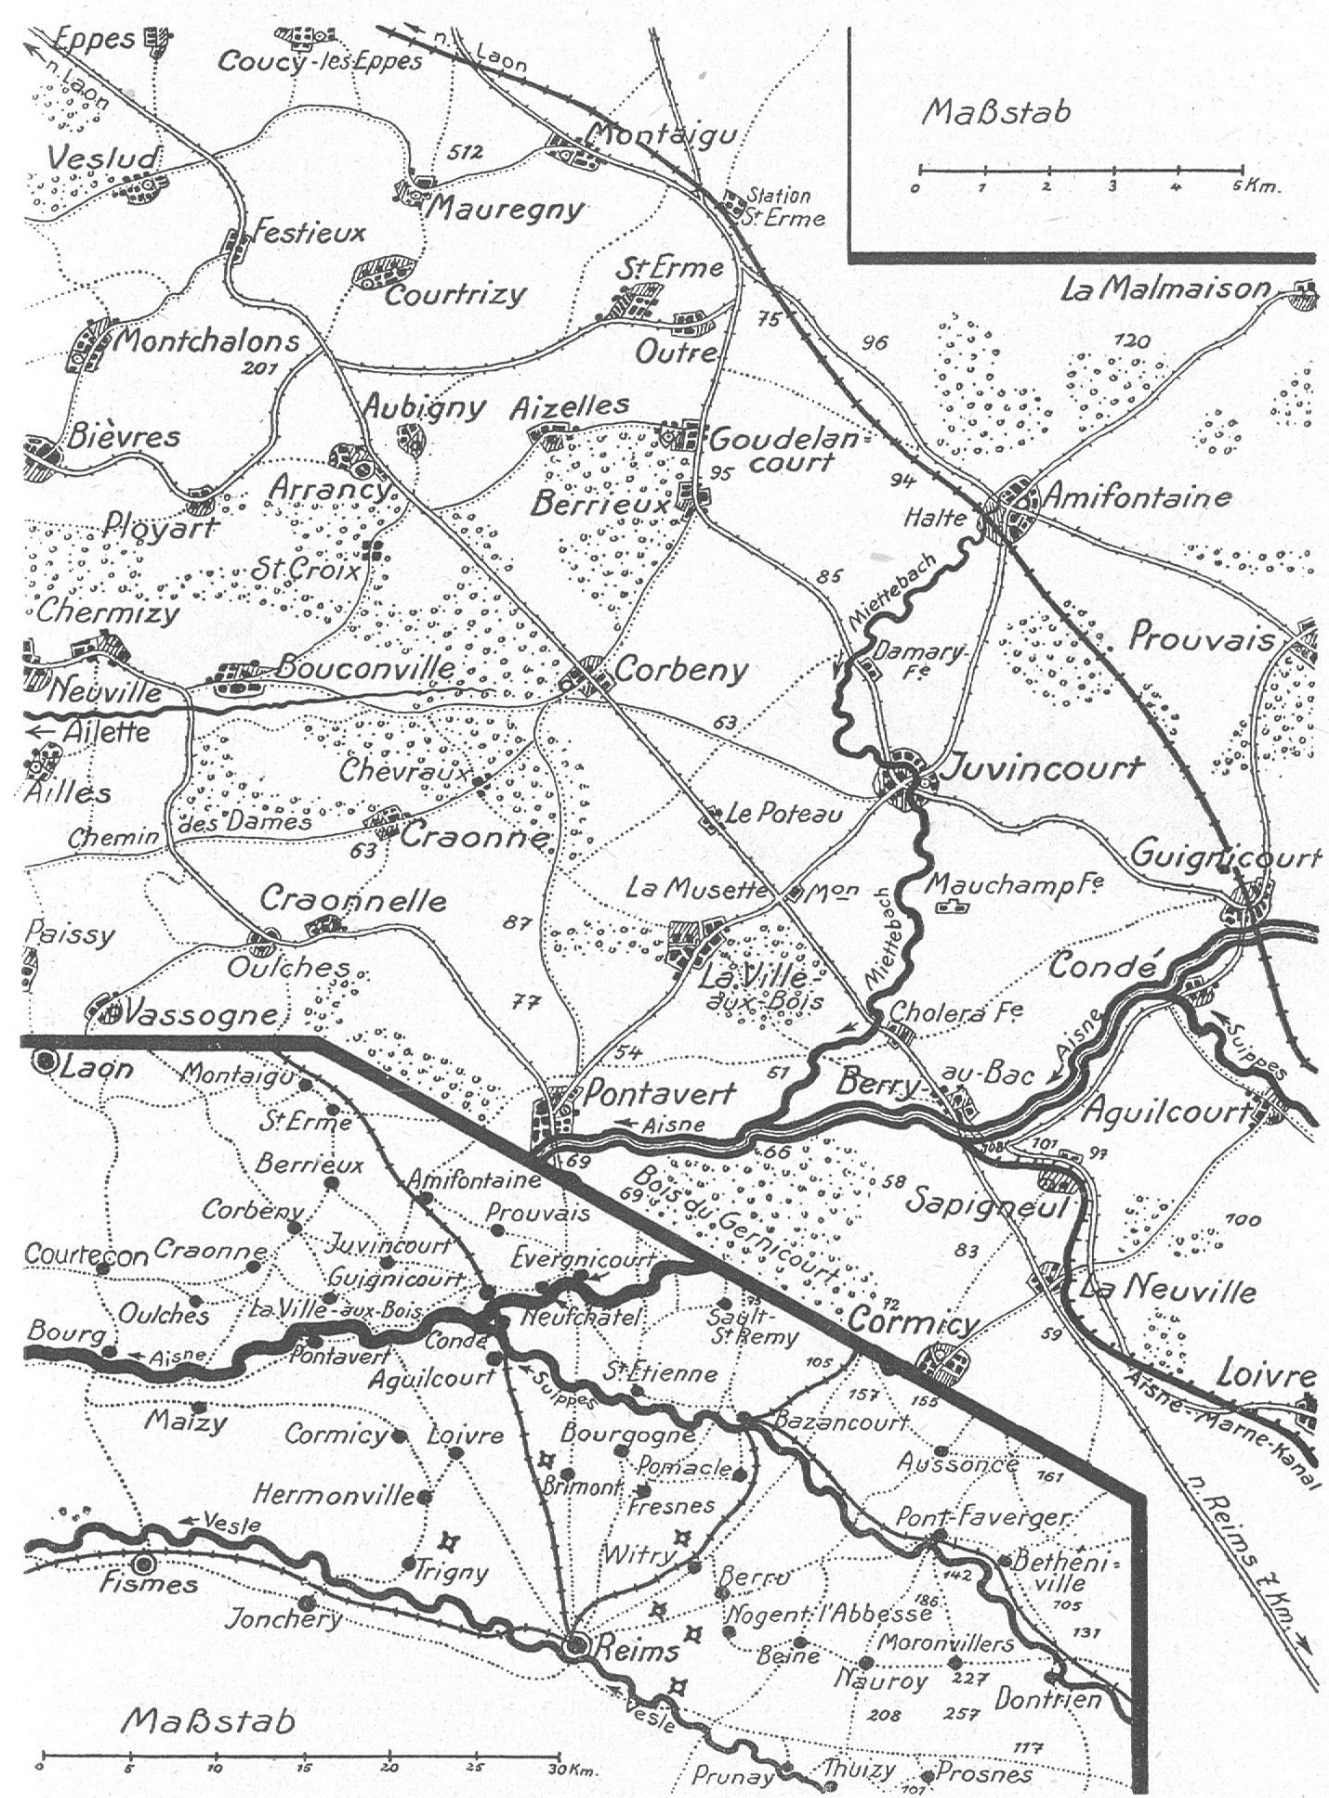 Eppes
Coucy-les Eppes
n. Laon
n. Laon
Maßstab
0 1 2 3 4 5 Km.
Veslud
512
Montaigu
Mauregny
Station
St Erme
Festieux
Courtrizy
St Erme
La Malmaison
Montchalons
201
Outre
75
96
120
Aubigny
Aizelles
Bièvres
Goudelan=
court
95
94
Arrancy
Berrieux
Halte
Amifontaine
Ployart
St. Croix
85
Miettebach
Chermizy
Prouvais
Damary-
Fe
Neuville
Bouconville
Corbeny
← Ailette
63
Ailles
Chevraux
Juvincourt
Chemin des Dames
63
Craonne
Le Poteau
Guignicourt
La Musette
Mon
Mauchamp Fe
Craonnelle
87
Miettebach
Paissy
Oulches
La Ville-
aux-Bois
Condé
Vassogne
77
Cholera Fe
Aisne
Suippes
54
51
Pontavert
Berry-
au-Bac
Aguilcourt
← Aisne
66
69
108
101
91
Bois du Gernicourt
69
58
Sapigneul
100
83
La Neuville
72
Cormicy
59
Loivre
Aisne-Marne-Kanal
n. Reims 7 Km.
Laon
Montaigu
St Erme
Berrieux
Amifontaine
Corbeny
Prouvais
Courteçon
Craonne
Juvincourt
Evergnicourt
Guignicourt
Oulches
La Ville-aux-Bois
Neufchatel
75
Sault-
St Remy
Bourg
← Aisne
Pontavert
Condé
105
Aguilcourt
Suippes
St Etienne
157
155
Maizy
Cormicy
Loivre
Bourgogne
Bazancourt
Pomacle
Aussonce
161
Brimont
Fresnes
Hermonville
Pont-Faverger
← Vesle
Witry
Betheni=
ville
Fismes
Trigny
Berru
142
105
Jonchery
186
Nogent-l'Abbesse
131
Reims
Beine
Moronvillers
Nauroy
227
Dontrien
← Vesle
208
257
Maßstab
117
0 5 10 15 20 25 30 Km.
Prunay
Thuizy
101
Prosnes